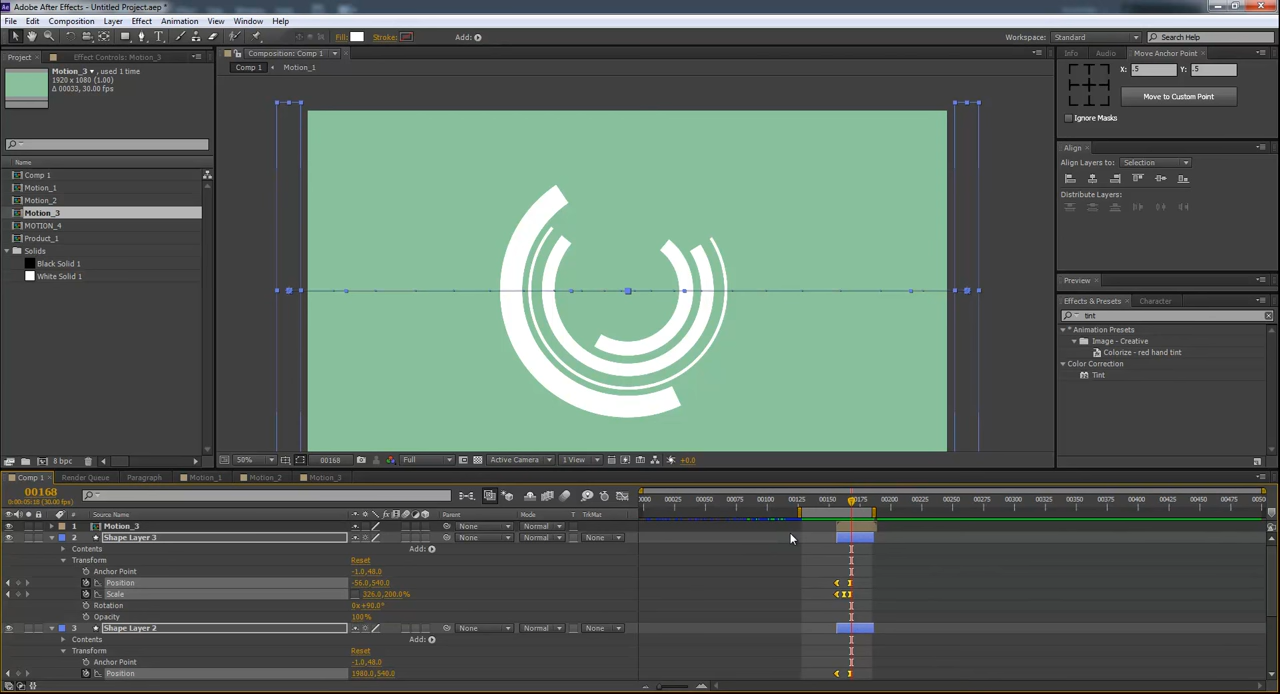 Adobe After Effects - Untitled Project.aep *
File Edit Composition Layer Effect Animation View Window Help
Fill: Stroke: Add: Workspace: Standard Search Help
Project Effect Controls: Motion_3 Composition: Comp 1 Info Audio Move Anchor Point
Motion_3 , used 1 time Comp 1 Motion_1 X: .5 Y: .5
1920 x 1080 (1.00)
Δ 00033, 30.00 fps
Move to Custom Point
Ignore Masks
Align
Align Layers to: Selection
Name
Comp 1
Motion_1
Distribute Layers:
Motion_2
Motion_3
MOTION_4
Product_1
Solids
Black Solid 1
White Solid 1
Preview
Effects & Presets Character
tint
* Animation Presets
Image - Creative
Colorize - red hand tint
Color Correction
Tint
8 bpc 50% 00168 Full Active Camera 1 View +0.0
Comp 1 Render Queue Paragraph Motion_1 Motion_2 Motion_3
00168
0:00:05:18 (30.00 fps)
0000 00025 00050 00075 00100 00125 00150 00175 00200 00225 00250 00275 00300 00325 00350 00375 00400 00425 00450 00475 0050
# Source Name Mode T TrkMat Parent
1 Motion_3 None Normal
2 Shape Layer 3 None Normal None
Contents Add:
Transform Reset
Anchor Point -1.0,48.0
Position -56.0,540.0
Scale 326.0,200.0%
Rotation 0x+90.0°
Opacity 100%
3 Shape Layer 2 None Normal None
Contents Add:
Transform Reset
Anchor Point -1.0,48.0
Position 1980.0,540.0